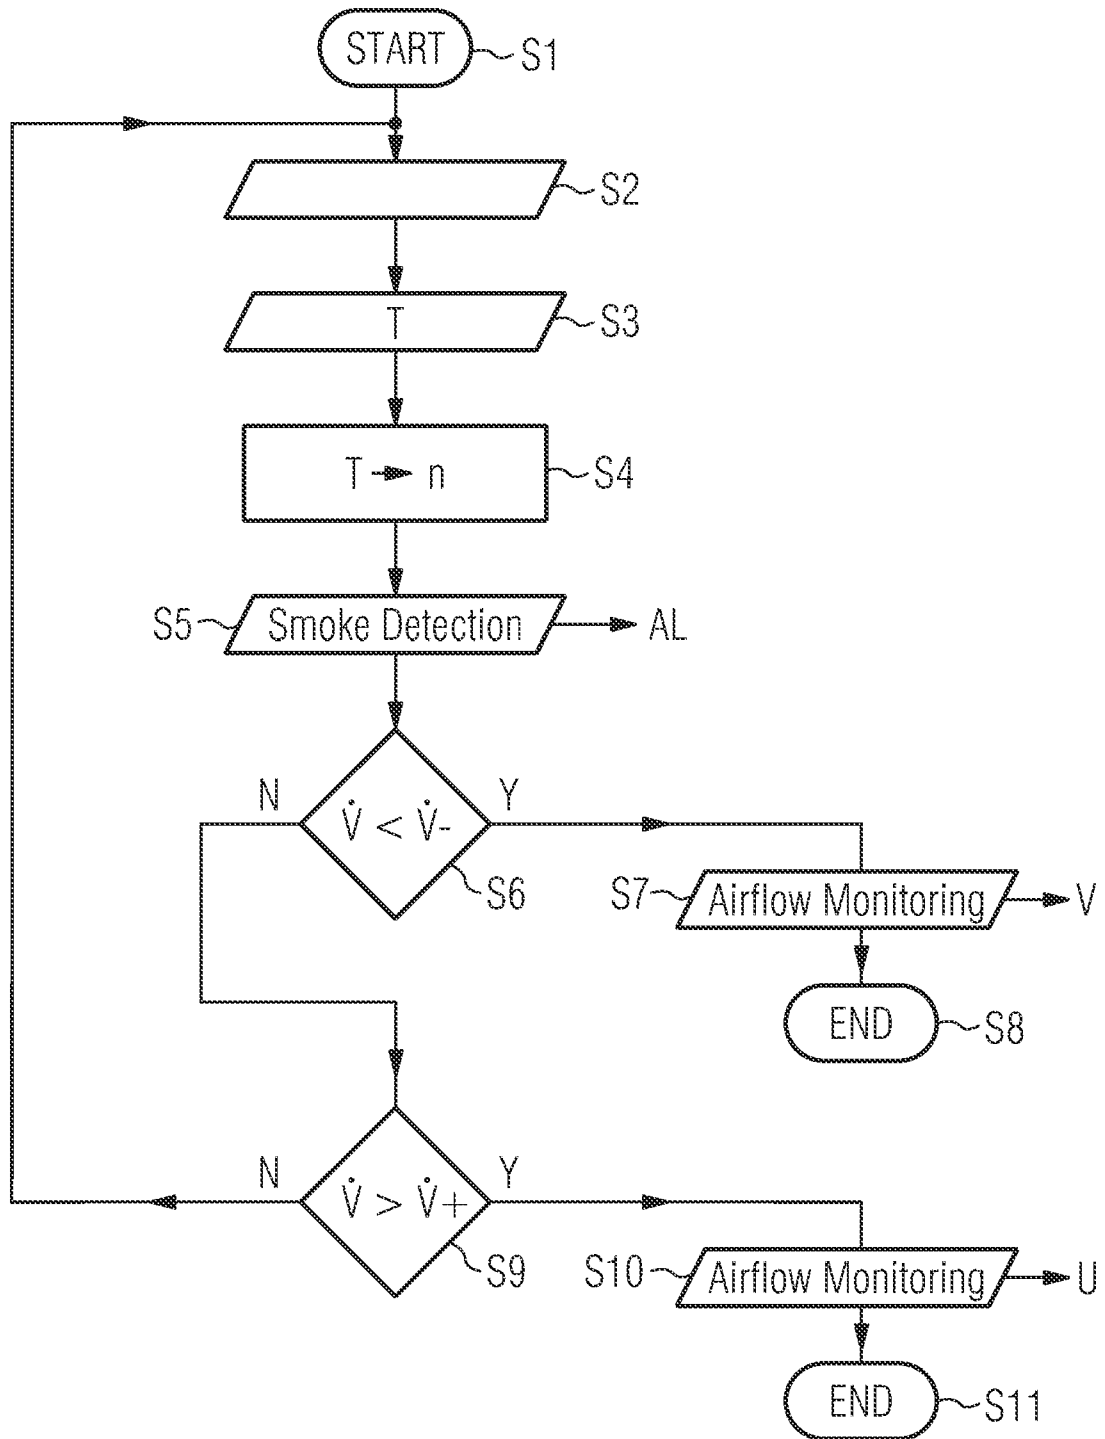 START S1
S2
T S3
T → n S4
S5 Smoke Detection AL
N Y
V̇ < V̇-
S6
S7 Airflow Monitoring V
END S8
N Y
V̇ > V̇+
S9
S10 Airflow Monitoring U
END S11